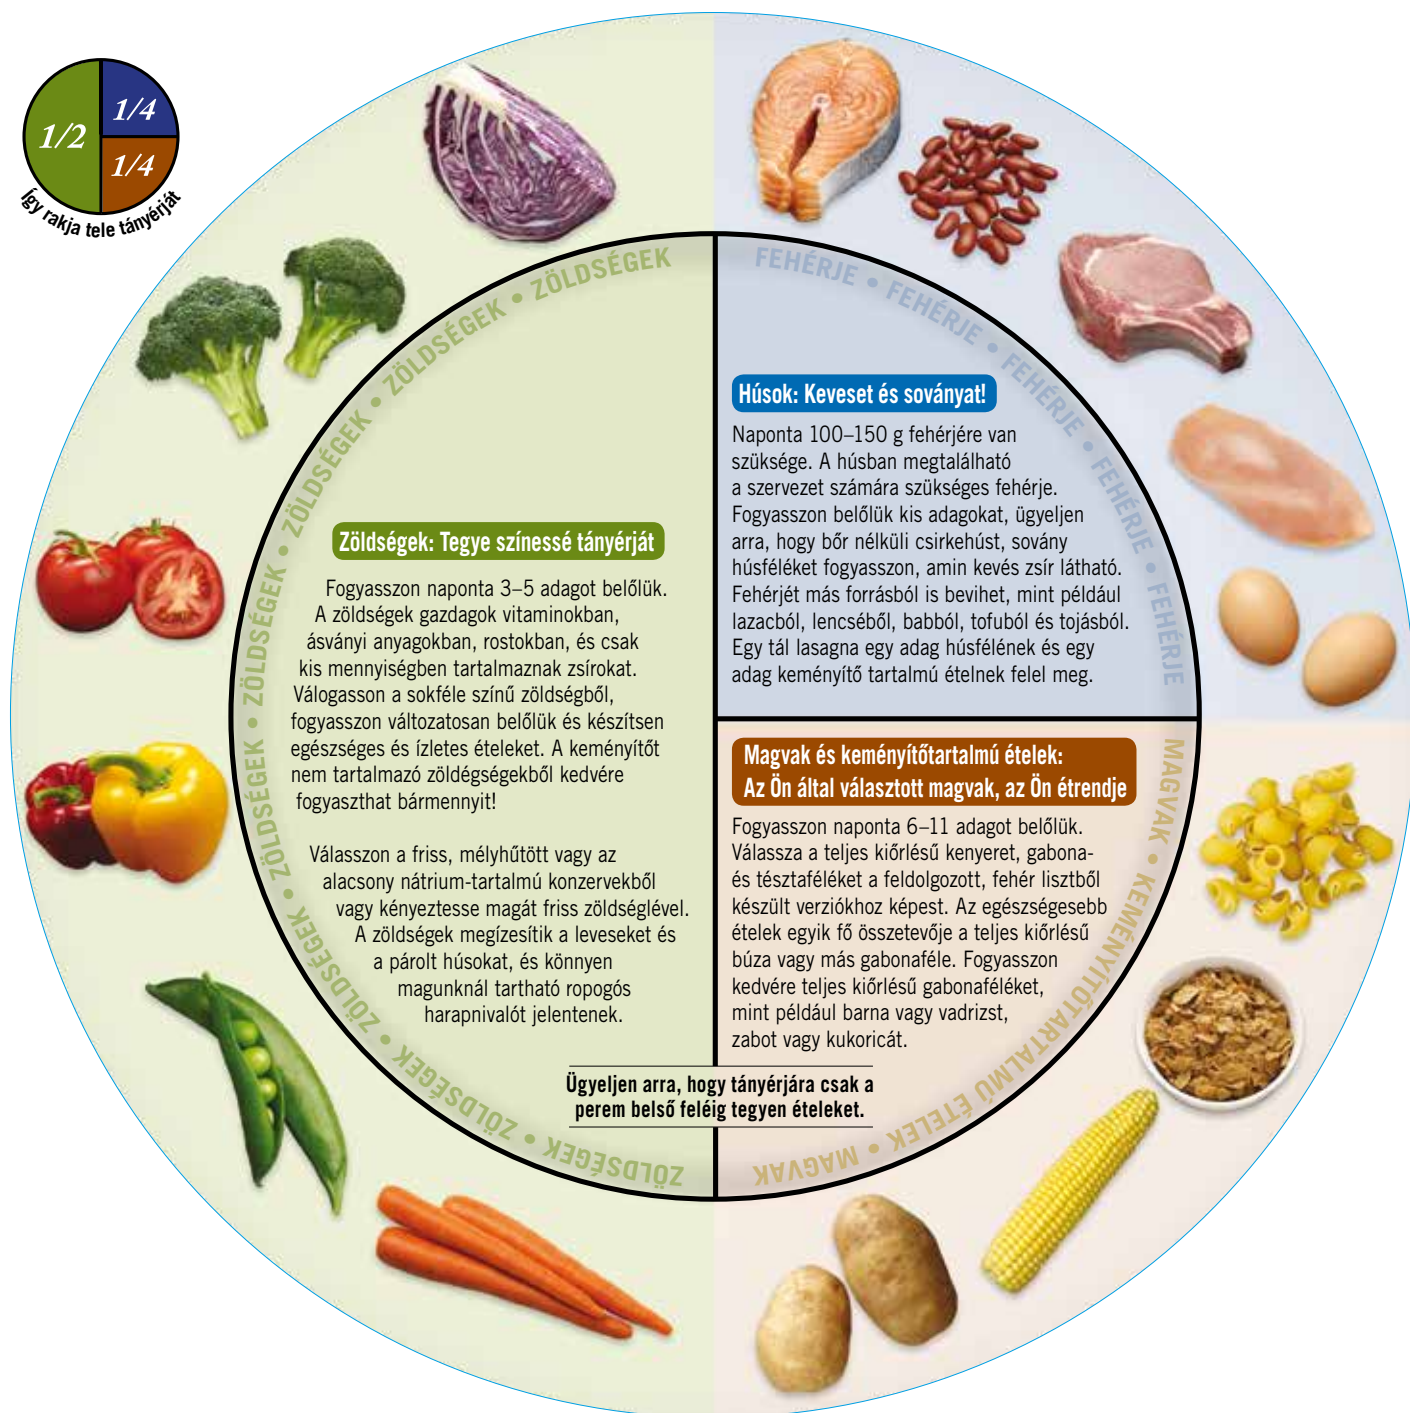 1/2
1/4
1/4
Így rakja tele tányérját
ZÖLDSÉGEK • ZÖLDSÉGEK • ZÖLDSÉGEK • ZÖLDSÉGEK • ZÖLDSÉGEK • ZÖLDSÉGEK • ZÖLDSÉGEK • ZÖLDSÉGEK • ZÖLDSÉGEK
FEHÉRJE • FEHÉRJE • FEHÉRJE • FEHÉRJE • FEHÉRJE
Zöldségek: Tegye színessé tányérját
Fogyasszon naponta 3–5 adagot belőlük.
A zöldségek gazdagok vitaminokban,
ásványi anyagokban, rostokban, és csak
kis mennyiségben tartalmaznak zsírokat.
Válogasson a sokféle színű zöldségből,
fogyasszon változatosan belőlük és készítsen
egészséges és ízletes ételeket. A keményítőt
nem tartalmazó zöldégségekből kedvére
fogyaszthat bármennyit!
Válasszon a friss, mélyhűtött vagy az
alacsony nátrium-tartalmú konzervekből
vagy kényeztesse magát friss zöldséglével.
A zöldségek megízesítik a leveseket és
a párolt húsokat, és könnyen
magunknál tartható ropogós
harapnivalót jelentenek.
Húsok: Keveset és soványat!
Naponta 100–150 g fehérjére van
szüksége. A húsban megtalálható
a szervezet számára szükséges fehérje.
Fogyasszon belőlük kis adagokat, ügyeljen
arra, hogy bőr nélküli csirkehúst, sovány
húsféléket fogyasszon, amin kevés zsír látható.
Fehérjét más forrásból is bevihet, mint például
lazacból, lencséből, babból, tofuból és tojásból.
Egy tál lasagna egy adag húsfélének és egy
adag keményítő tartalmú ételnek felel meg.
Magvak és keményítőtartalmú ételek:
Az Ön által választott magvak, az Ön étrendje
Fogyasszon naponta 6–11 adagot belőlük.
Válassza a teljes kiőrlésű kenyeret, gabona-
és tésztaféléket a feldolgozott, fehér lisztből
készült verziókhoz képest. Az egészségesebb
ételek egyik fő összetevője a teljes kiőrlésű
búza vagy más gabonaféle. Fogyasszon
kedvére teljes kiőrlésű gabonaféléket,
mint például barna vagy vadrizst,
zabot vagy kukoricát.
MAGVAK • KEMÉNYÍTŐTARTALMÚ ÉTELEK • MAGVAK
Ügyeljen arra, hogy tányérjára csak a
perem belső feléig tegyen ételeket.